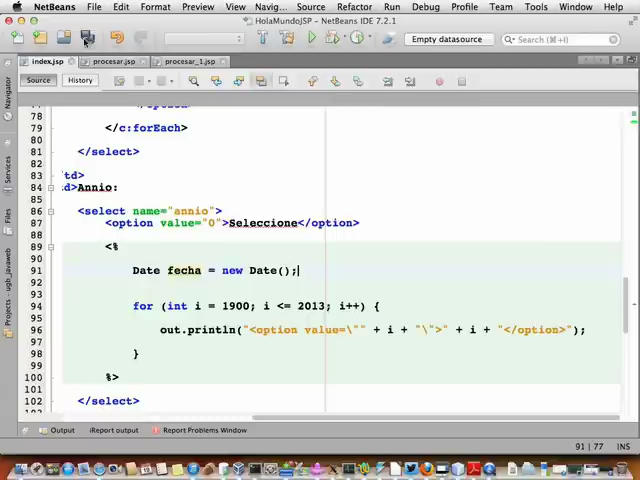 NetBeans File Edit Format View Navig... Source Refactor Run Debug Profile Team Tools Window Help
HolaMundoJSP - NetBeans IDE 7.2.1
Empty datasource Search (⌘+I)
index.jsp procesar.jsp procesar_1.jsp
Source History
Navigator
Services
Files
Projects
ugb_javaweb
78 </option>
79 </c:forEach>
80
81 </select>
82
83 td>
84 d>Annio:
85
86 <select name="annio">
87 <option value="0">Seleccione</option>
88
89 <%
90
91 Date fecha = new Date();
92
93
94 for (int i = 1900; i <= 2013; i++) {
95
96 out.println("<option value=\"" + i + "\">" + i + "</option>");
97
98 }
99
100 %>
101
102 </select>
Output iReport output Report Problems Window
91 | 77 INS